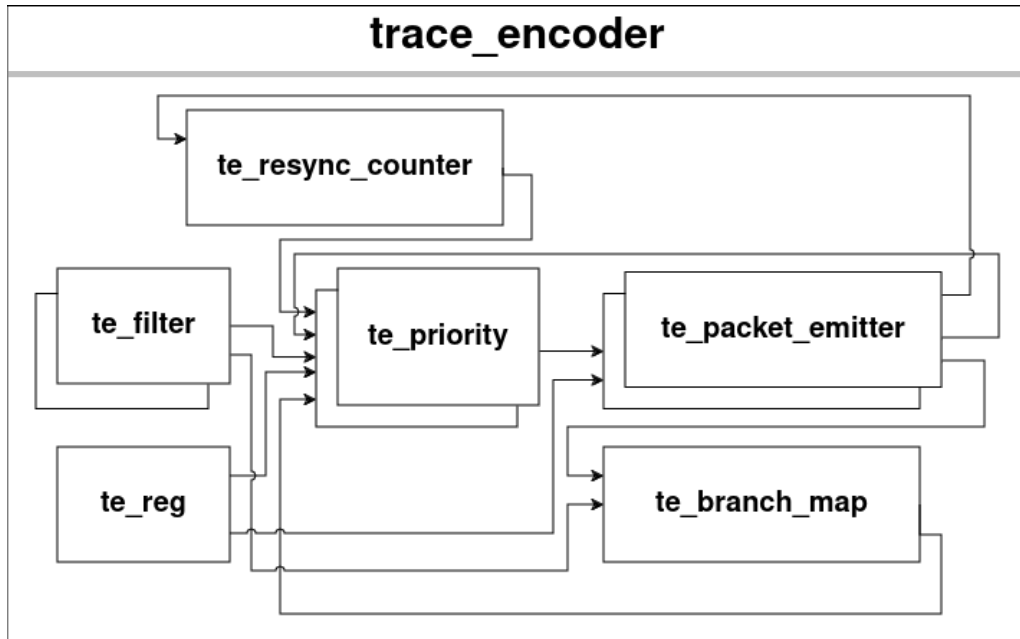 trace_encoder
te_resync_counter
te_filter
te_priority
te_packet_emitter
te_reg
te_branch_map